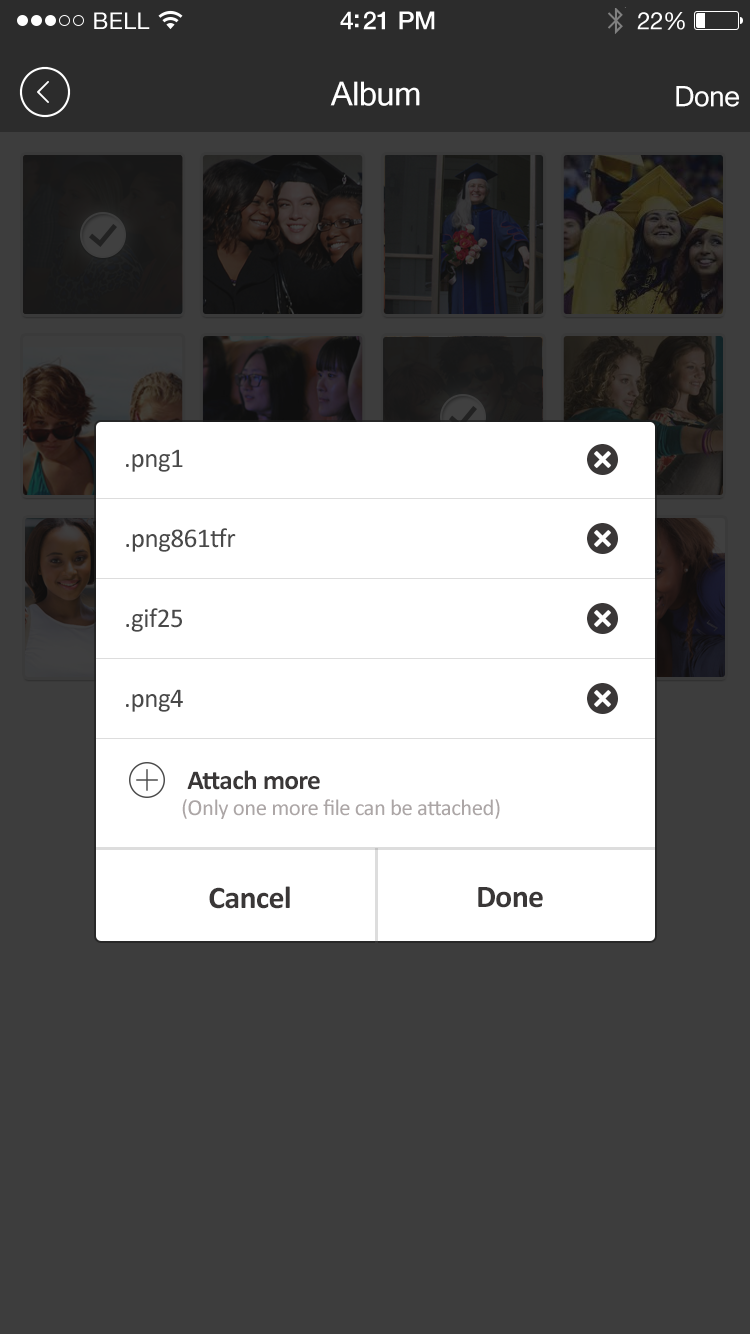 BELL 4:21 PM 22%
Album Done
.png1
.png861tfr
.gif25
.png4
Attach more
(Only one more file can be attached)
Cancel Done